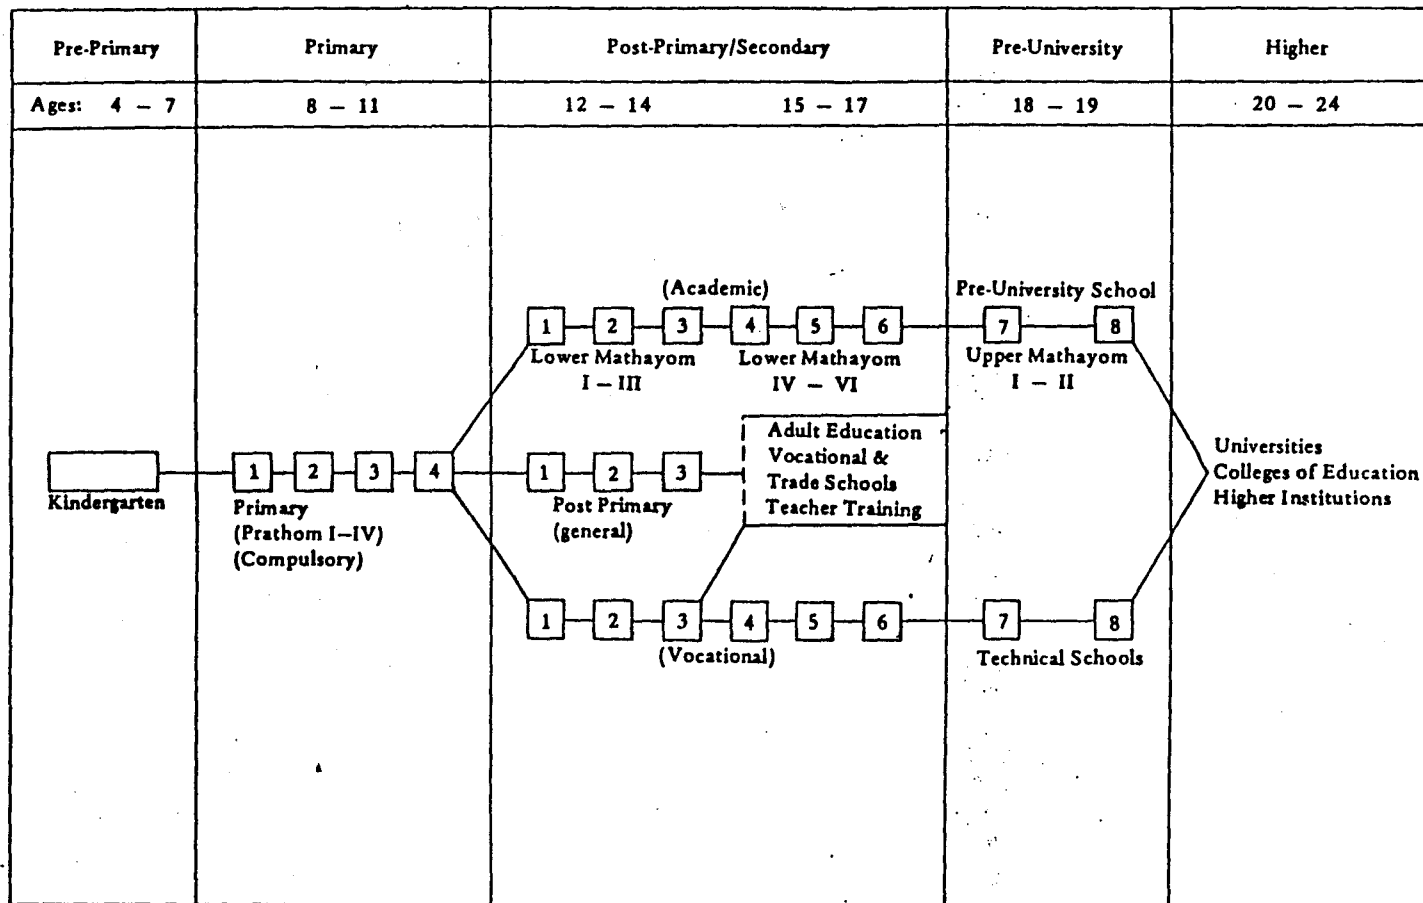 Pre-Primary Primary Post-Primary/Secondary Pre-University Higher
Ages: 4 – 7 8 – 11 12 – 14 15 – 17 18 – 19 20 – 24
(Academic) Pre-University School
1 2 3 4 5 6 7 8
Lower Mathayom Lower Mathayom Upper Mathayom
I – III IV – VI I – II
Adult Education
Vocational &
Trade Schools
Teacher Training
1 2 3 4 1 2 3
Kindergarten
Primary
(Prathom I–IV)
(Compulsory)
Post Primary
(general)
Universities
Colleges of Education
Higher Institutions
1 2 3 4 5 6 7 8
(Vocational) Technical Schools